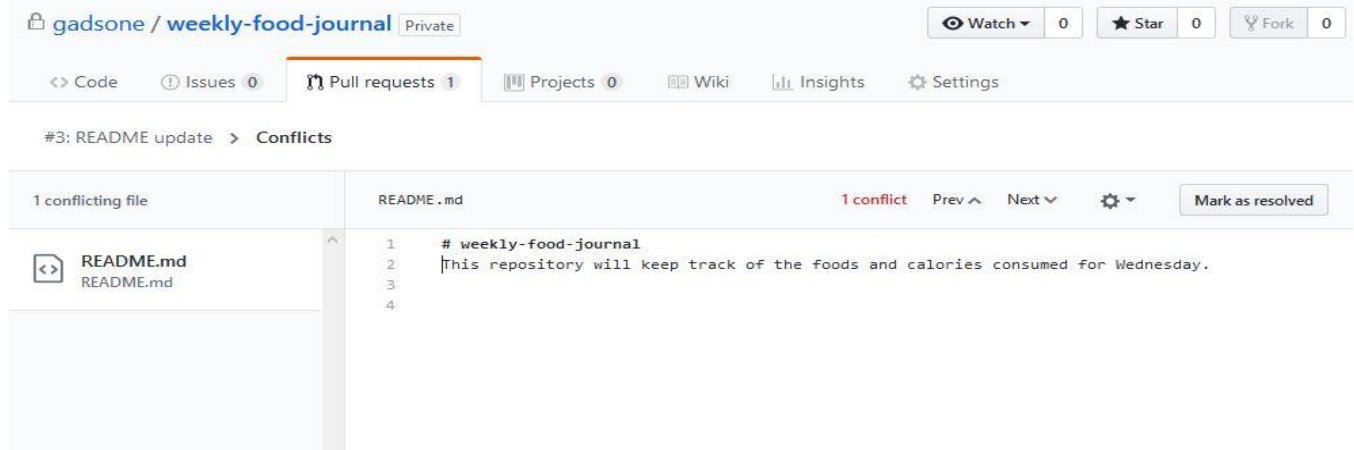 gadsone / weekly-food-journal Private Watch 0 Star 0 Fork 0
<> Code Issues 0 Pull requests 1 Projects 0 Wiki Insights Settings
#3: README update > Conflicts
1 conflicting file README.md 1 conflict Prev Next Mark as resolved
README.md
README.md
1 # weekly-food-journal
2 This repository will keep track of the foods and calories consumed for Wednesday.
3
4